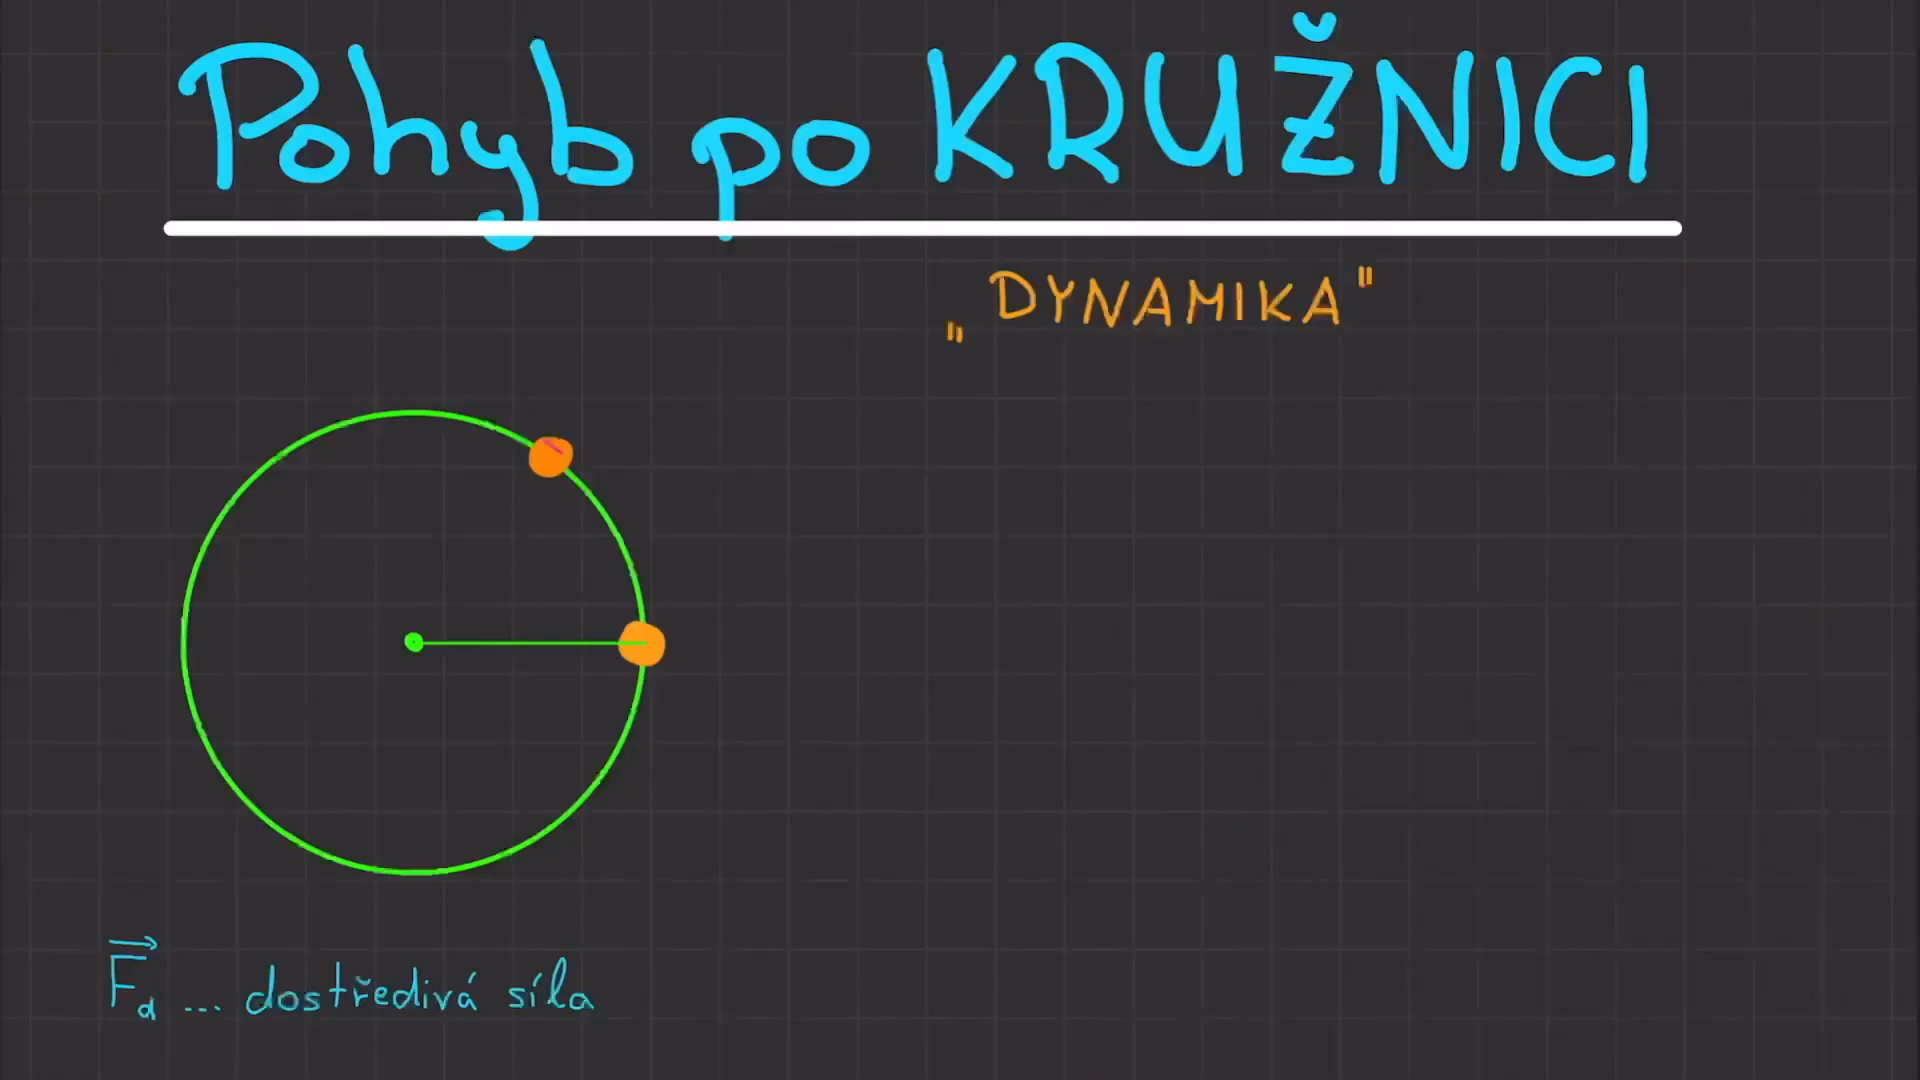 Pohyb po KRUŽNICI
„DYNAMIKA"
F⃗d ... dostředivá síla